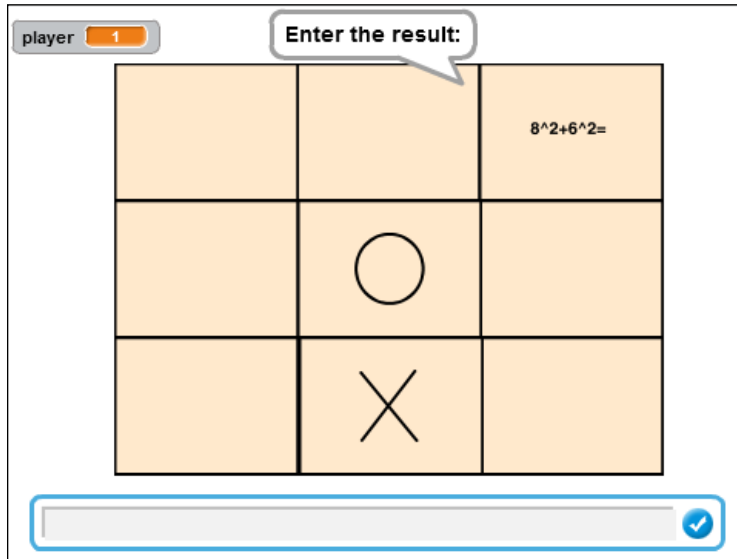 player 1
Enter the result:
8^2+6^2=